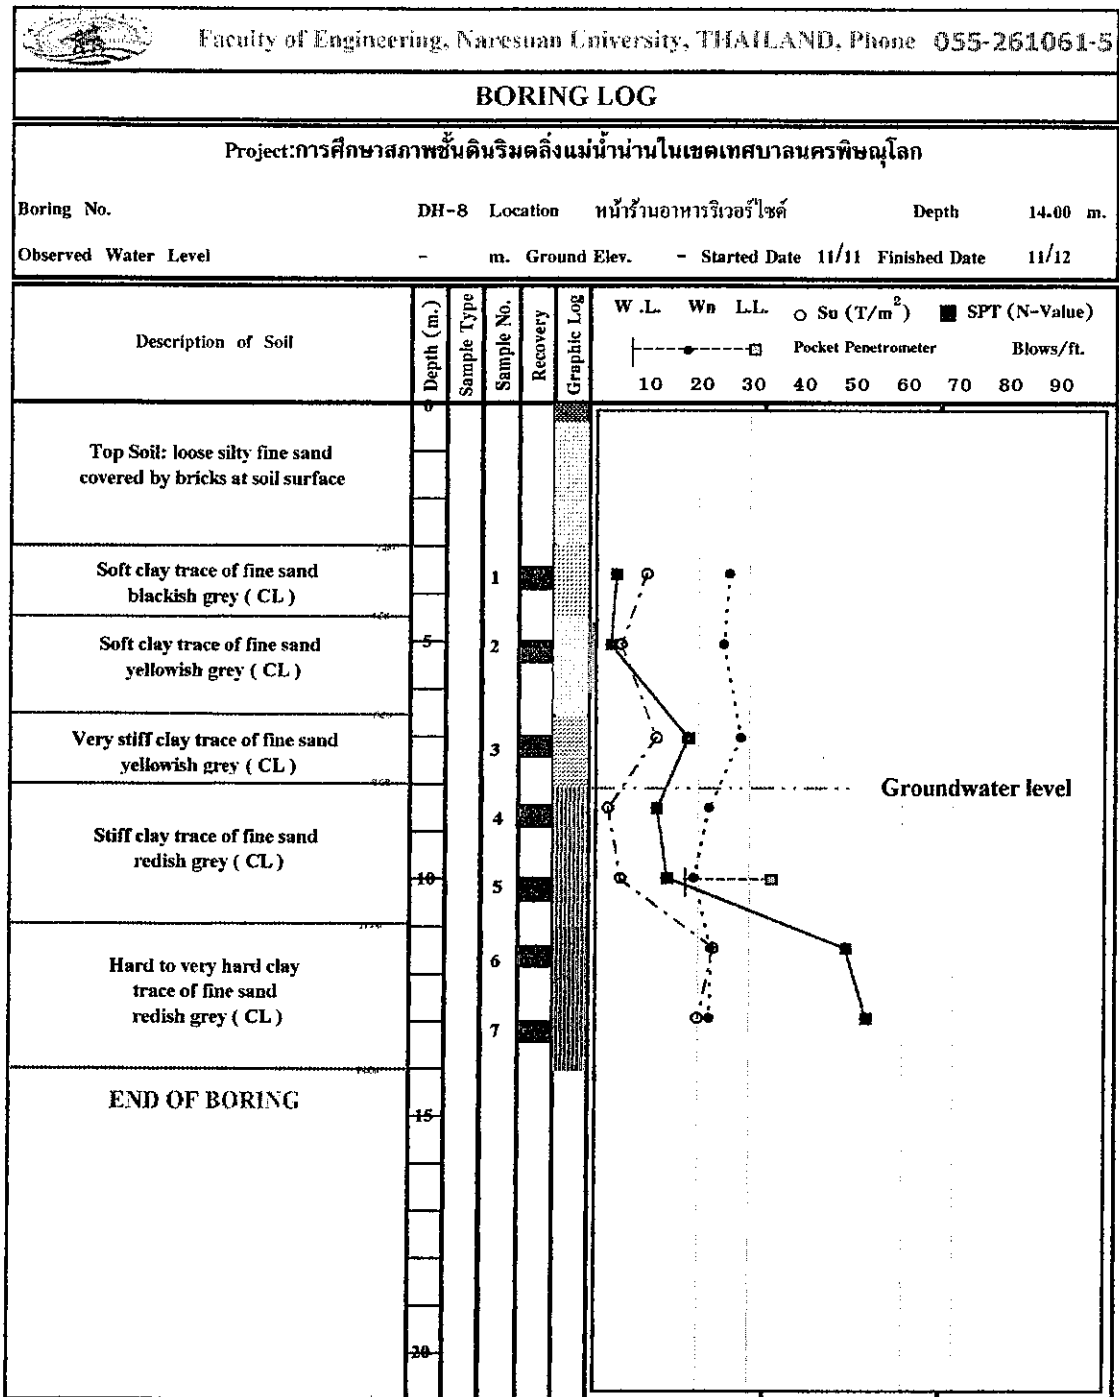 Faculty of Engineering, Naresuan University, THAILAND, Phone 055-261061-5
BORING LOG
Project:การศึกษาสภาพชั้นดินริมตลิ่งแม่น้ำน่านในเขตเทศบาลนครพิษณุโลก
Boring No. DH-8 Location หน้าร้านอาหารริเวอร์ไซค์ Depth 14.00 m.
Observed Water Level - m. Ground Elev. - Started Date 11/11 Finished Date 11/12
Description of Soil
Depth (m.)
Sample Type
Sample No.
Recovery
Graphic Log
W .L. Wn L.L. Su (T/m²) SPT (N-Value)
Pocket Penetrometer Blows/ft.
10 20 30 40 50 60 70 80 90
0
Top Soil: loose silty fine sand
covered by bricks at soil surface
Soft clay trace of fine sand
blackish grey ( CL )
1
Soft clay trace of fine sand
yellowish grey ( CL )
5
2
Very stiff clay trace of fine sand
yellowish grey ( CL )
3
Groundwater level
Stiff clay trace of fine sand
redish grey ( CL )
4
10
5
Hard to very hard clay
trace of fine sand
redish grey ( CL )
6
7
END OF BORING
15
20